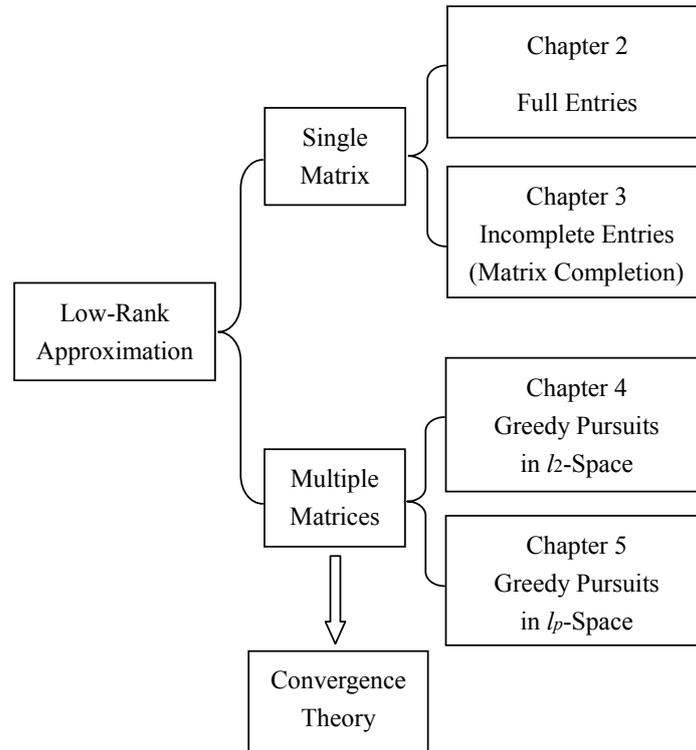 Low-Rank
Approximation
Single
Matrix
Chapter 2
Full Entries
Chapter 3
Incomplete Entries
(Matrix Completion)
Multiple
Matrices
Chapter 4
Greedy Pursuits
in l2-Space
Chapter 5
Greedy Pursuits
in lp-Space
Convergence
Theory